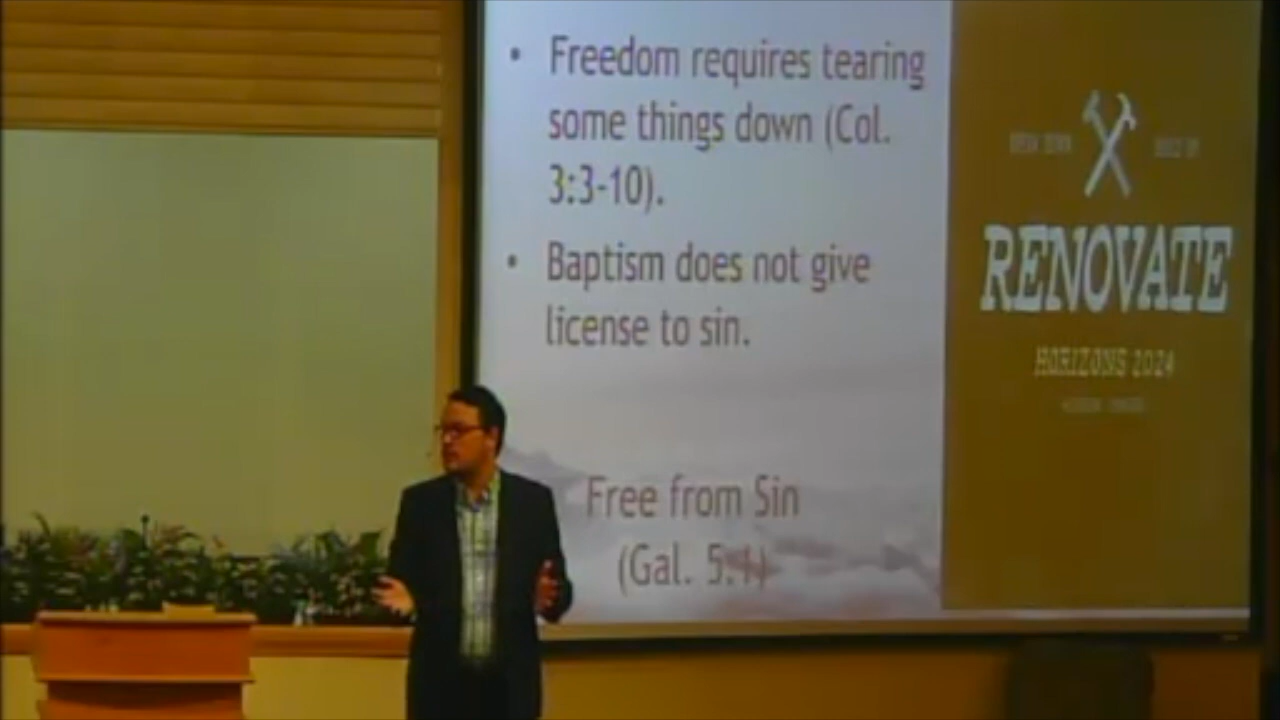 • Freedom requires tearing
some things down (Col.
3:3-10).
• Baptism does not give
license to sin.
Free from Sin
(Gal. 5:1)
RENOVATE
HORIZONS 2024